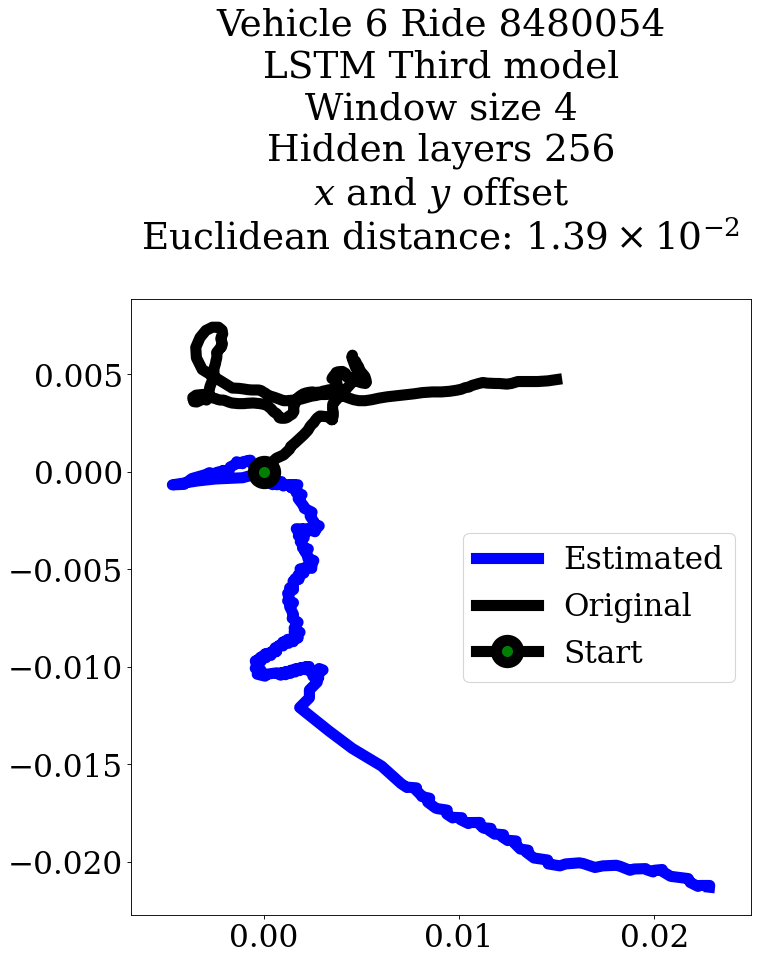 Vehicle 6 Ride 8480054
LSTM Third model
Window size 4
Hidden layers 256
x and y offset
Euclidean distance: 1.39 × 10⁻²
0.005
0.000
−0.005
−0.010
−0.015
−0.020
Estimated
Original
Start
0.00 0.01 0.02